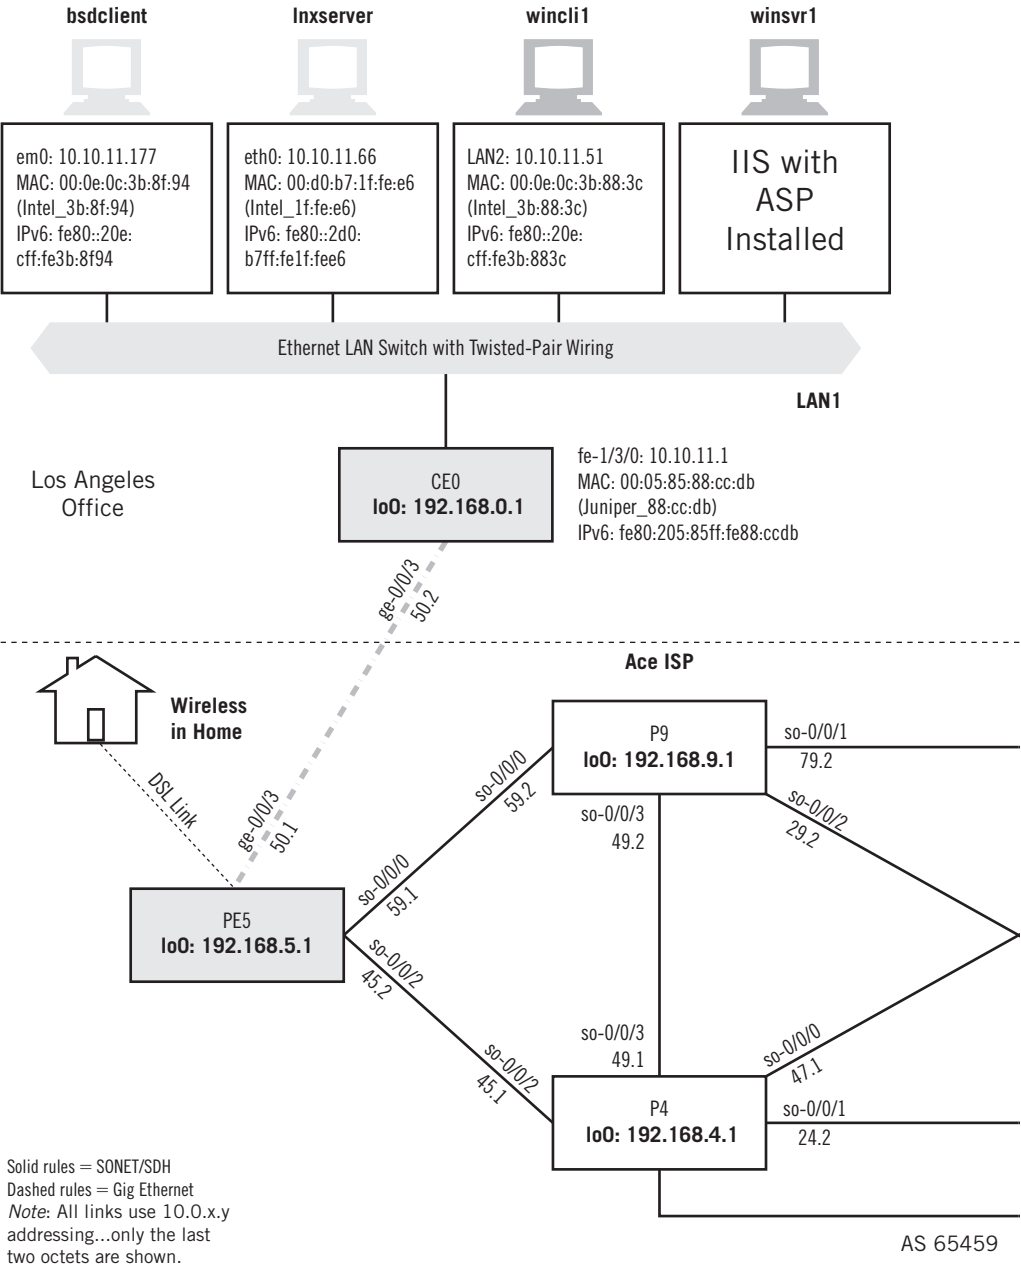 bsdclient
lnxserver
wincli1
winsvr1
em0: 10.10.11.177
MAC: 00:0e:0c:3b:8f:94
(Intel_3b:8f:94)
IPv6: fe80::20e:
cff:fe3b:8f94
eth0: 10.10.11.66
MAC: 00:d0:b7:1f:fe:e6
(Intel_1f:fe:e6)
IPv6: fe80::2d0:
b7ff:fe1f:fee6
LAN2: 10.10.11.51
MAC: 00:0e:0c:3b:88:3c
(Intel_3b:88:3c)
IPv6: fe80::20e:
cff:fe3b:883c
IIS with
ASP
Installed
Ethernet LAN Switch with Twisted-Pair Wiring
LAN1
Los Angeles
Office
CE0
lo0: 192.168.0.1
fe-1/3/0: 10.10.11.1
MAC: 00:05:85:88:cc:db
(Juniper_88:cc:db)
IPv6: fe80:205:85ff:fe88:ccdb
ge-0/0/3
50.2
Ace ISP
Wireless
in Home
DSL Link
ge-0/0/3
50.1
P9
lo0: 192.168.9.1
so-0/0/1
79.2
so-0/0/0
59.2
so-0/0/3
49.2
so-0/0/2
29.2
so-0/0/0
59.1
PE5
lo0: 192.168.5.1
so-0/0/2
45.2
so-0/0/3
49.1
so-0/0/0
47.1
so-0/0/2
45.1
P4
lo0: 192.168.4.1
so-0/0/1
24.2
Solid rules = SONET/SDH
Dashed rules = Gig Ethernet
Note: All links use 10.0.x.y
addressing...only the last
two octets are shown.
AS 65459